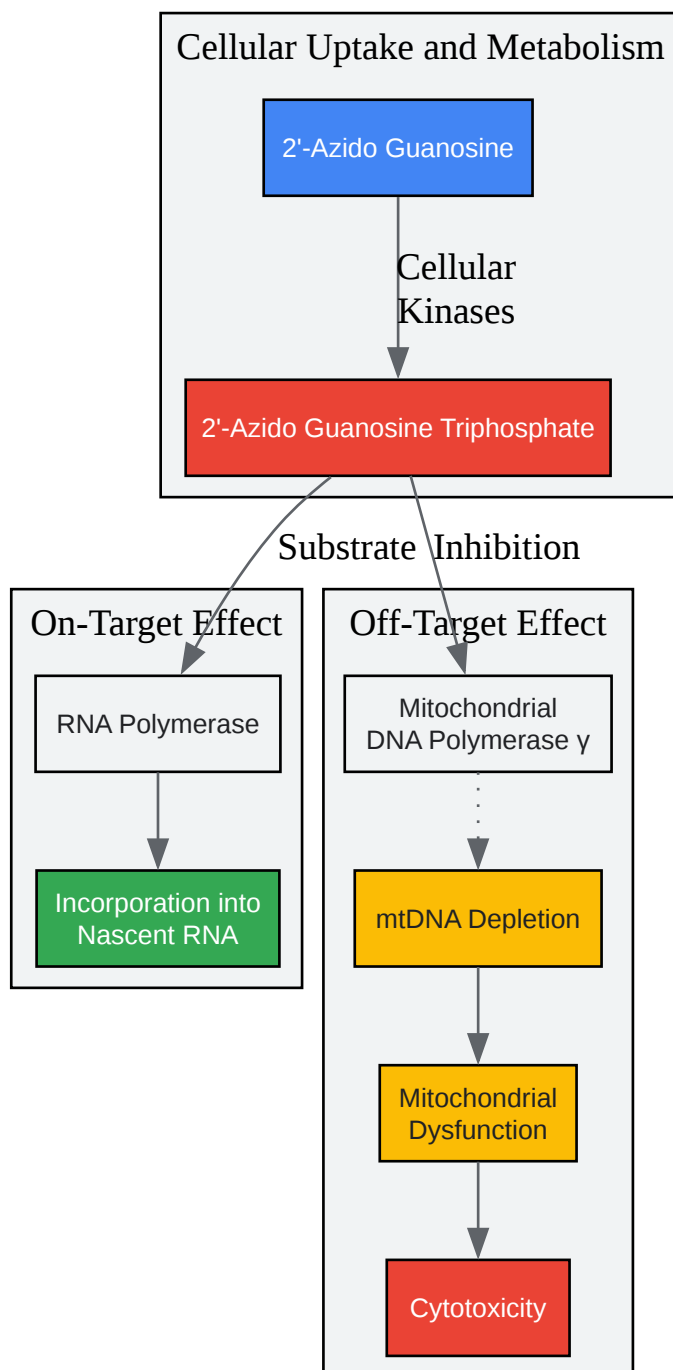 Cellular Uptake and Metabolism
2'-Azido Guanosine
Cellular
Kinases
2'-Azido Guanosine Triphosphate
Substrate
Inhibition
On-Target Effect
RNA Polymerase
Incorporation into
Nascent RNA
Off-Target Effect
Mitochondrial
DNA Polymerase γ
mtDNA Depletion
Mitochondrial
Dysfunction
Cytotoxicity